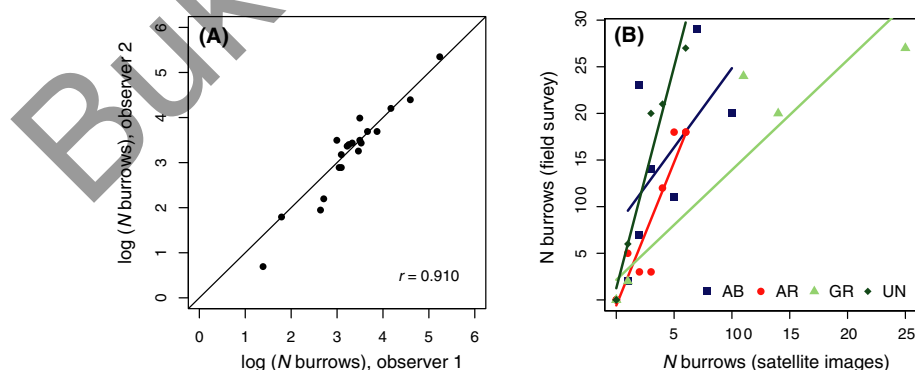 Buk
(A)
log (N burrows), observer 2
6
5
4
3
2
1
0
r = 0.910
0 1 2 3 4 5 6
log (N burrows), observer 1
(B)
N burrows (field survey)
30
25
20
15
10
5
AB AR GR UN
5 100 15 20 25
N burrows (satellite images)